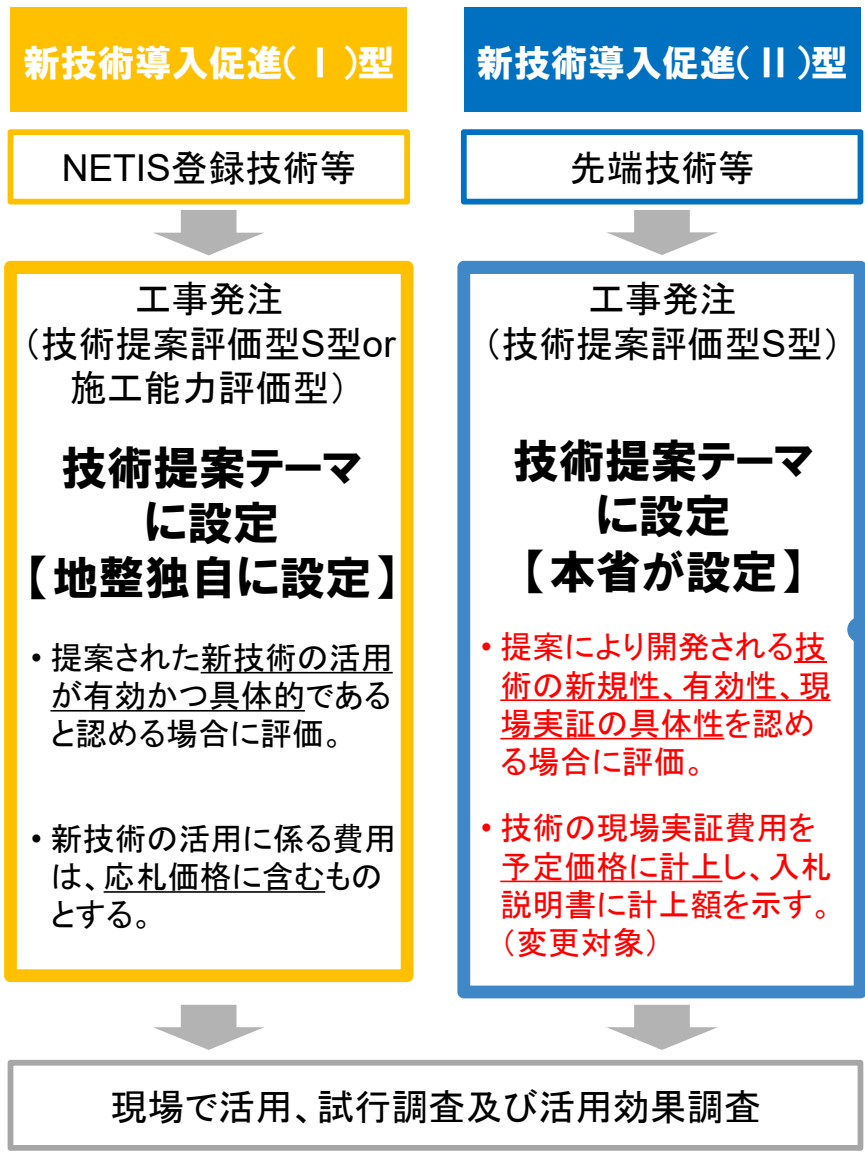 新技術導入促進(Ⅰ)型
NETIS登録技術等
工事発注
（技術提案評価型S型or
施工能力評価型）
技術提案テーマ
に設定
【地整独自に設定】
・提案された新技術の活用
が有効かつ具体的である
と認める場合に評価。
・新技術の活用に係る費用
は、応札価格に含むもの
とする。
新技術導入促進(Ⅱ)型
先端技術等
工事発注
（技術提案評価型S型）
技術提案テーマ
に設定
【本省が設定】
・提案により開発される技
術の新規性、有効性、現
場実証の具体性を認め
る場合に評価。
・技術の現場実証費用を
予定価格に計上し、入札
説明書に計上額を示す。
（変更対象）
現場で活用、試行調査及び活用効果調査